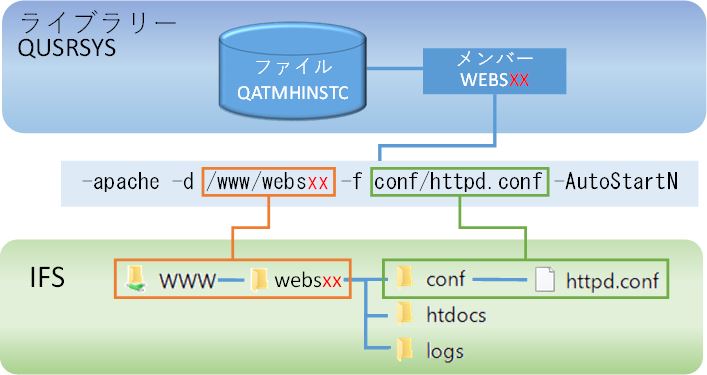 ライブラリー
QUSRSYS
ファイル
QATMHINSTC
メンバー
WEBSXX
-apache -d /www/websxx -f conf/httpd.conf -AutoStartN
IFS
WWW
websxx
conf
httpd.conf
htdocs
logs